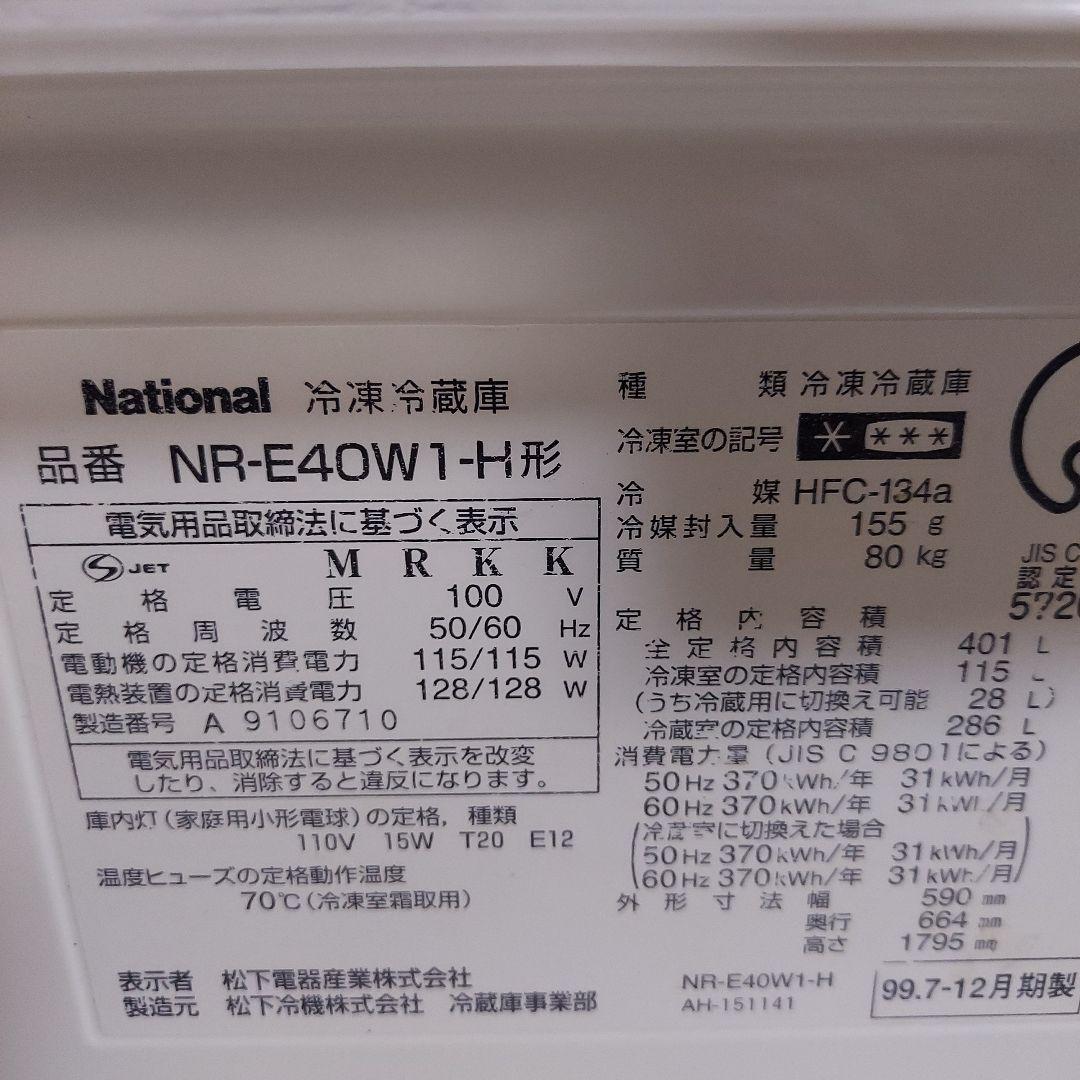 National 冷凍冷蔵庫
品番 NR-E40W1-H形
電気用品取締法に基づく表示
S JET M R K K
定格電圧 100 V
定格周波数 50/60 Hz
電動機の定格消費電力 115/115 W
電熱装置の定格消費電力 128/128 W
製造番号 A 9106710
電気用品取締法に基づく表示を改変
したり、消除すると違反になります。
庫内灯(家庭用小形電球)の定格,種類
110V 15W T20 E12
温度ヒューズの定格動作温度
70℃(冷凍室霜取用)
表示者 松下電器産業株式会社
製造元 松下冷機株式会社 冷蔵庫事業部
種類 冷凍冷蔵庫
冷凍室の記号 * ***
冷媒 HFC-134a
冷媒封入量 155 g
質量 80 kg
定格内容積
全定格内容積 401 L
冷凍室の定格内容積 115 L
(うち冷蔵用に切換え可能 28 L)
冷蔵室の定格内容積 286 L
消費電力量(JIS C 9801による)
50Hz 370kWh/年 31kWh/月
60Hz 370kWh/年 31kWh/月
(冷蔵室に切換えた場合
50Hz 370kWh/年 31kWh/月
60Hz 370kWh/年 31kWh/月)
外形寸法 幅 590 mm
奥行 664 mm
高さ 1795 mm
NR-E40W1-H
AH-151141
99.7-12月期製
JIS C
認定